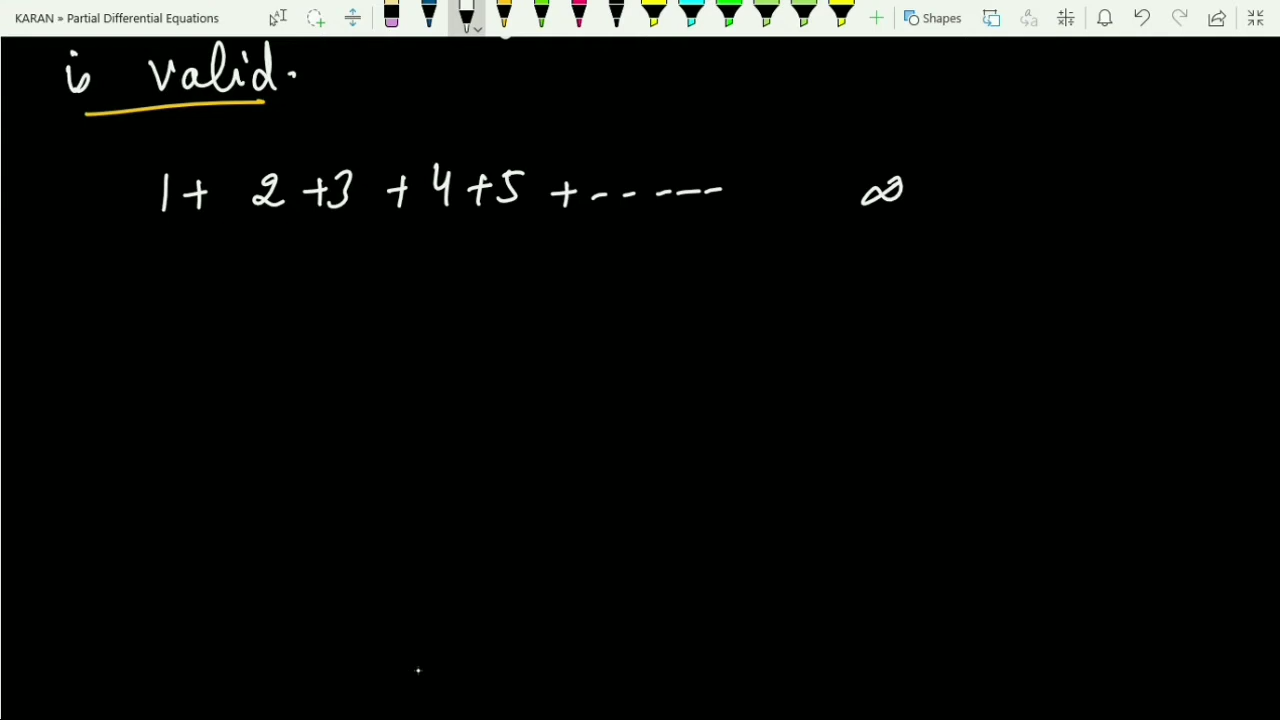 KARAN » Partial Differential Equations
Shapes
is valid.
1 + 2 + 3 + 4 + 5 + ------ ∞